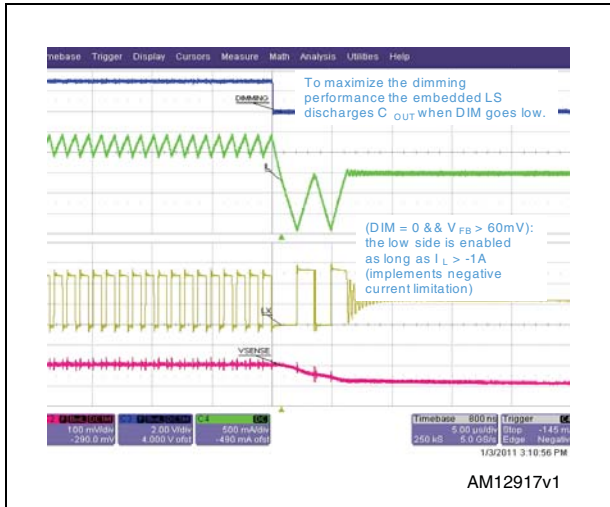 nebase Trigger Display Cursors Measure Math Analysis Utilities Help
To maximize the dimming
performance the embedded LS
discharges C OUT when DIM goes low.
DIMMING
IL
(DIM = 0 && V FB > 60mV):
the low side is enabled
as long as I L > -1A
(implements negative
current limitation)
LX
VSENSE
C4 DC
100 mV/div 2.00 V/div 500 mA/div
-290.0 mV 4.000 V ofst -490 mA ofst
Timebase 800 ns Trigger
5.00 µs/div Stop -145 m
250 kS 5.0 GS/s Edge Negativ
1/3/2011 3:10:56 PM
AM12917v1